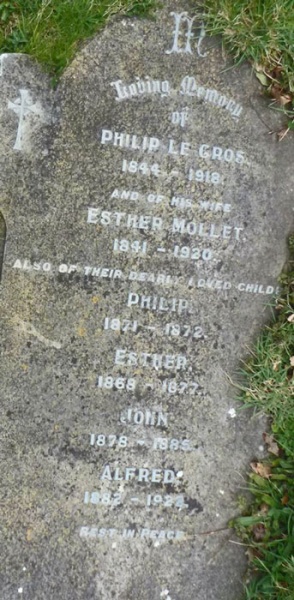 In
Loving Memory
of
PHILIP LE GROS.
1844 - 1918.
AND OF HIS WIFE
ESTHER MOLLET.
1841 - 1920.
ALSO OF THEIR DEARLY LOVED CHILD
PHILIP.
1871 - 1872.
ESTHER.
1868 - 1877.
JOHN
1878 - 1885.
ALFRED.
1882 -
REST IN PEACE.